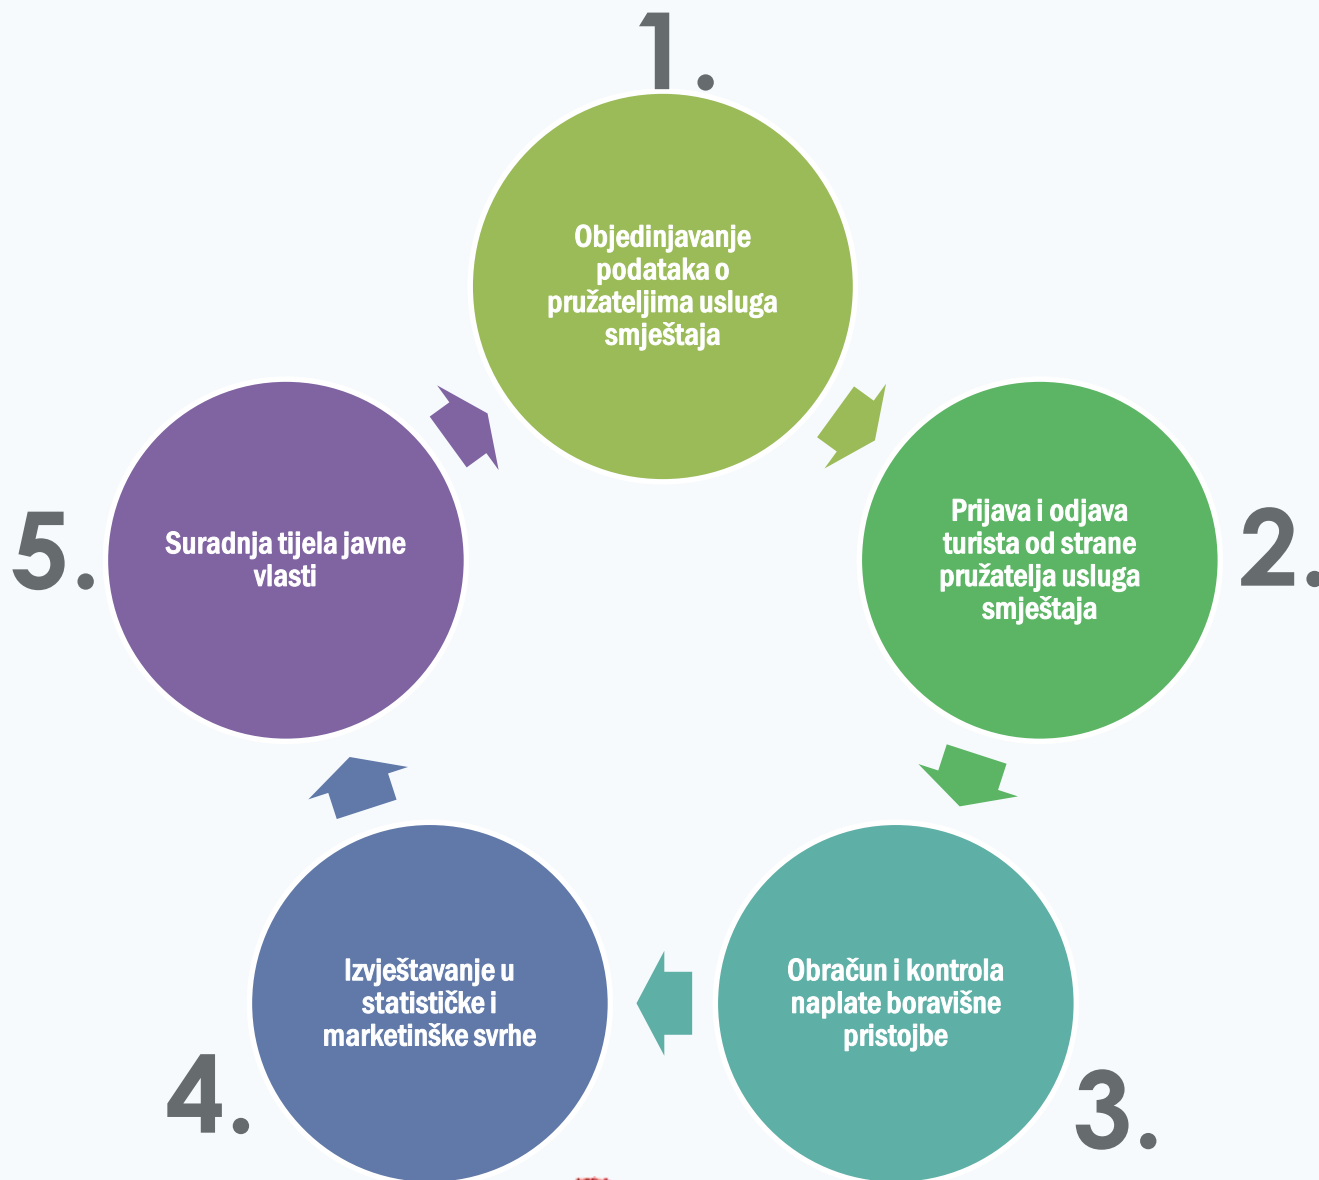 1.
Objedinjavanje
podataka o
pružateljima usluga
smještaja
2.
Prijava i odjava
turista od strane
pružatelja usluga
smještaja
3.
Obračun i kontrola
naplate boravišne
pristojbe
4.
Izvještavanje u
statističke i
marketinške svrhe
5.
Suradnja tijela javne
vlasti